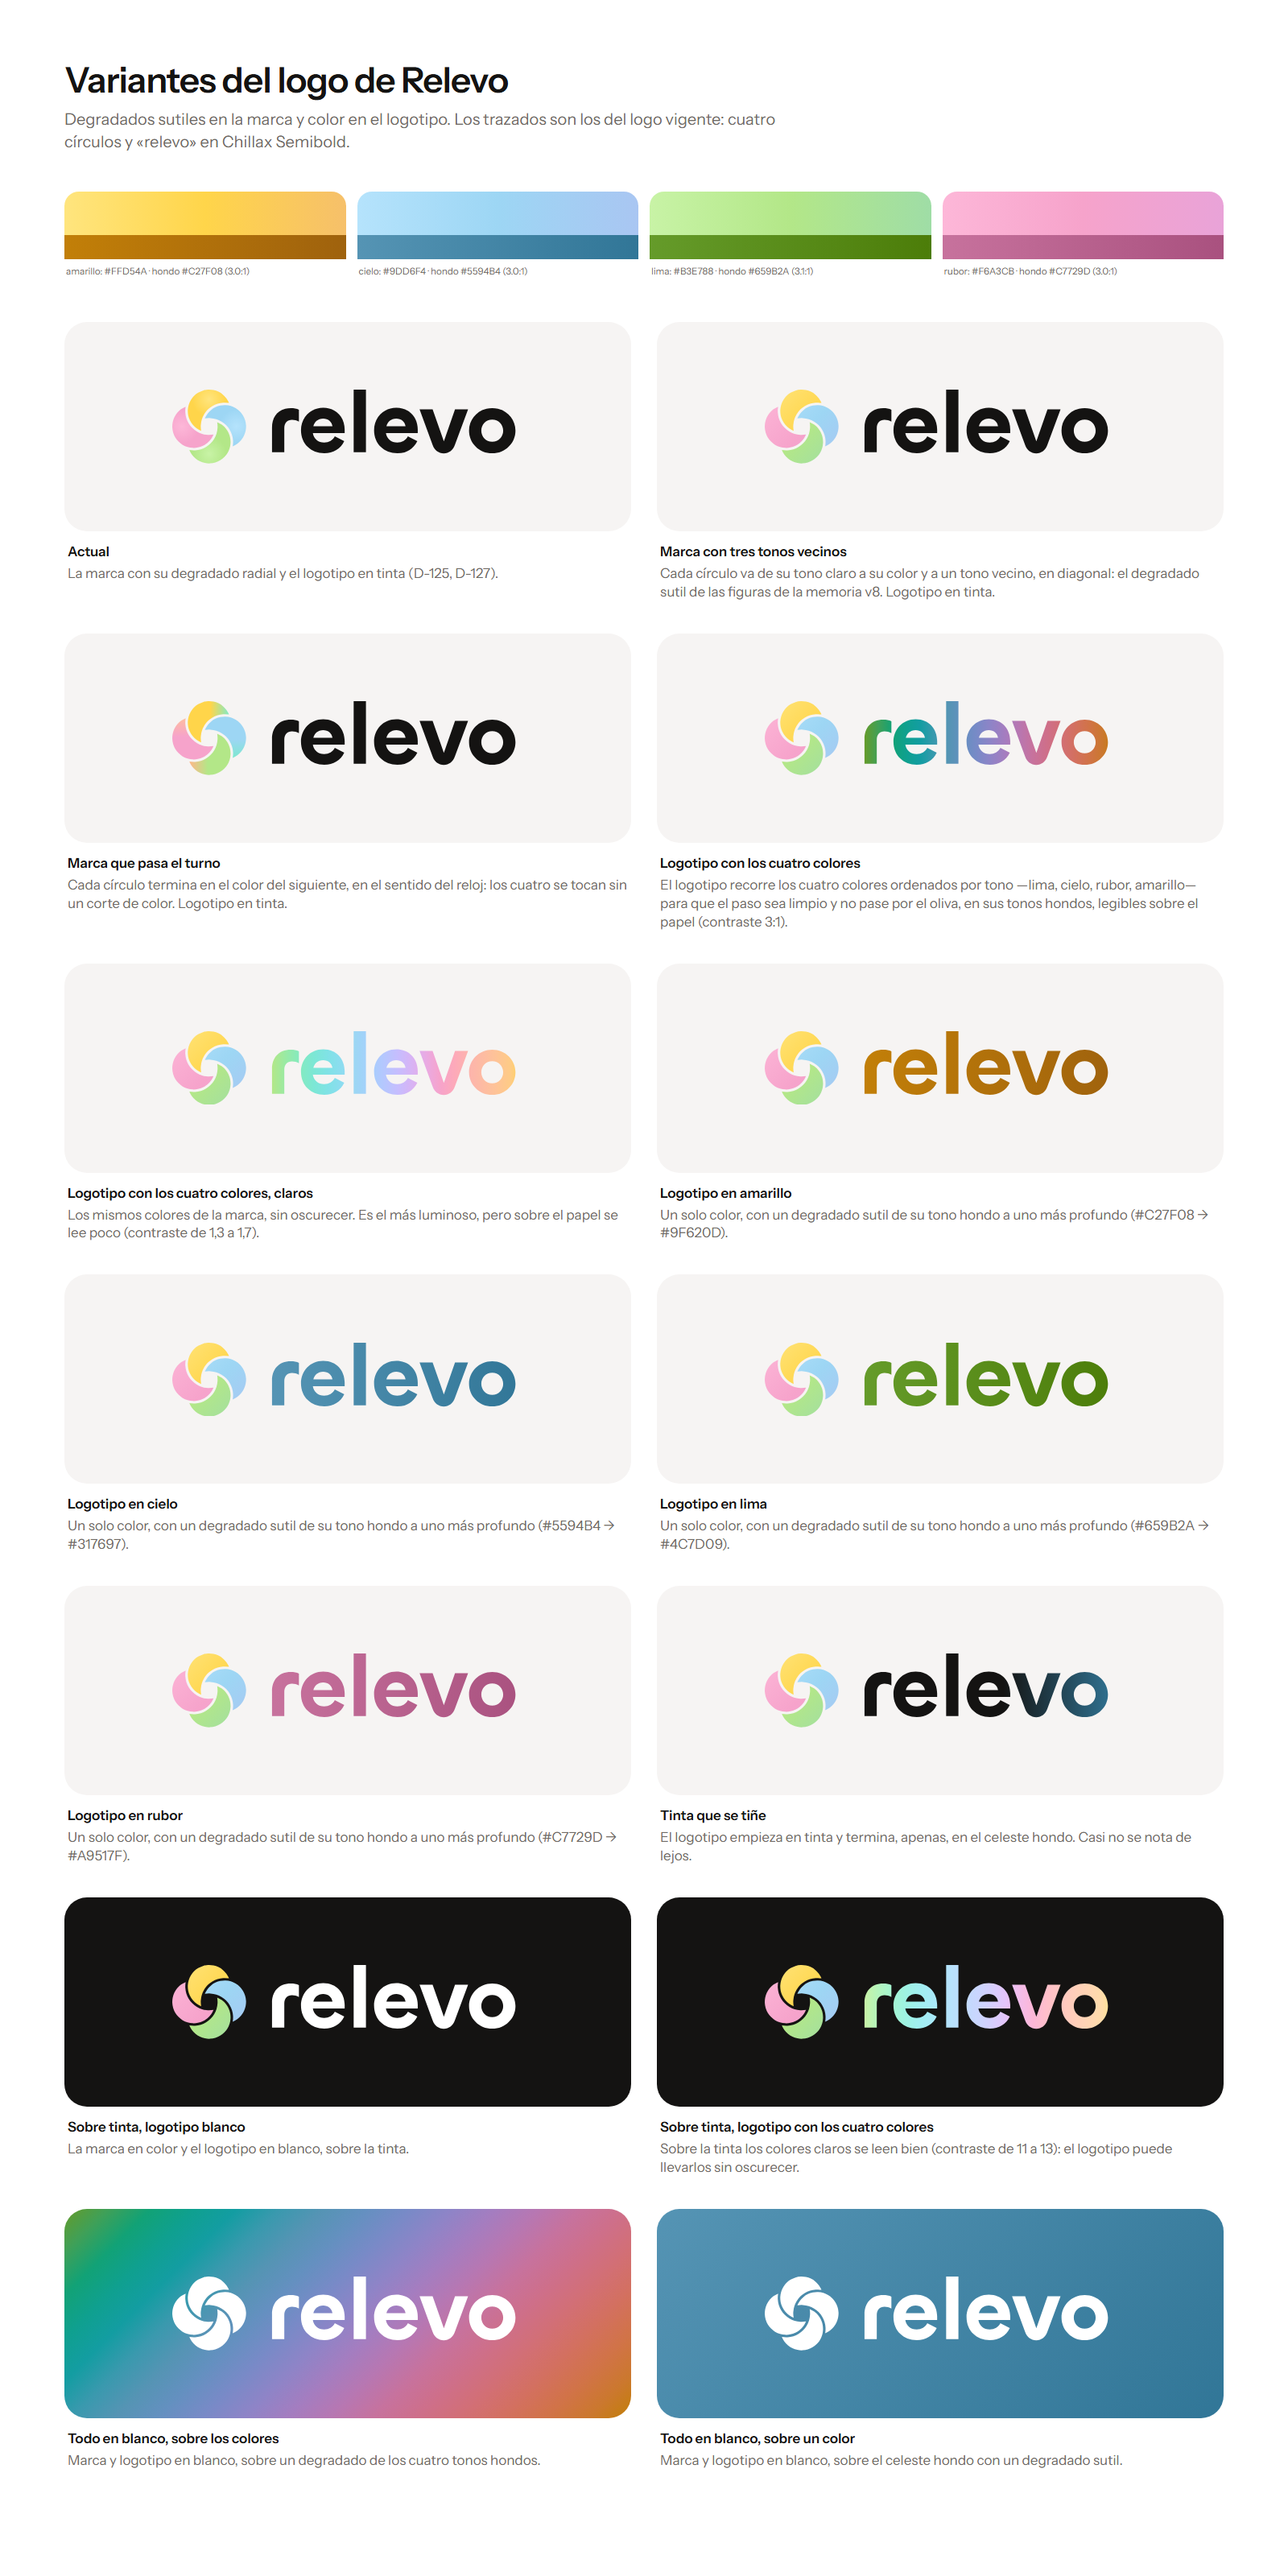 Variantes del logo de Relevo
Degradados sutiles en la marca y color en el logotipo. Los trazados son los del logo vigente: cuatro
círculos y «relevo» en Chillax Semibold.
amarillo: #FFD54A · hondo #C27F08 (3.0:1)
cielo: #9DD6F4 · hondo #5594B4 (3.0:1)
lima: #B3E788 · hondo #659B2A (3.1:1)
rubor: #F6A3CB · hondo #C7729D (3.0:1)
relevo
relevo
Actual
La marca con su degradado radial y el logotipo en tinta (D-125, D-127).
Marca con tres tonos vecinos
Cada círculo va de su tono claro a su color y a un tono vecino, en diagonal: el degradado
sutil de las figuras de la memoria v8. Logotipo en tinta.
relevo
relevo
Marca que pasa el turno
Cada círculo termina en el color del siguiente, en el sentido del reloj: los cuatro se tocan sin
un corte de color. Logotipo en tinta.
Logotipo con los cuatro colores
El logotipo recorre los cuatro colores ordenados por tono —lima, cielo, rubor, amarillo—
para que el paso sea limpio y no pase por el oliva, en sus tonos hondos, legibles sobre el
papel (contraste 3:1).
relevo
relevo
Logotipo con los cuatro colores, claros
Los mismos colores de la marca, sin oscurecer. Es el más luminoso, pero sobre el papel se
lee poco (contraste de 1,3 a 1,7).
Logotipo en amarillo
Un solo color, con un degradado sutil de su tono hondo a uno más profundo (#C27F08 →
#9F620D).
relevo
relevo
Logotipo en cielo
Un solo color, con un degradado sutil de su tono hondo a uno más profundo (#5594B4 →
#317697).
Logotipo en lima
Un solo color, con un degradado sutil de su tono hondo a uno más profundo (#659B2A →
#4C7D09).
relevo
relevo
Logotipo en rubor
Un solo color, con un degradado sutil de su tono hondo a uno más profundo (#C7729D →
#A9517F).
Tinta que se tiñe
El logotipo empieza en tinta y termina, apenas, en el celeste hondo. Casi no se nota de
lejos.
relevo
relevo
Sobre tinta, logotipo blanco
La marca en color y el logotipo en blanco, sobre la tinta.
Sobre tinta, logotipo con los cuatro colores
Sobre la tinta los colores claros se leen bien (contraste de 11 a 13): el logotipo puede
llevarlos sin oscurecer.
relevo
relevo
Todo en blanco, sobre los colores
Marca y logotipo en blanco, sobre un degradado de los cuatro tonos hondos.
Todo en blanco, sobre un color
Marca y logotipo en blanco, sobre el celeste hondo con un degradado sutil.